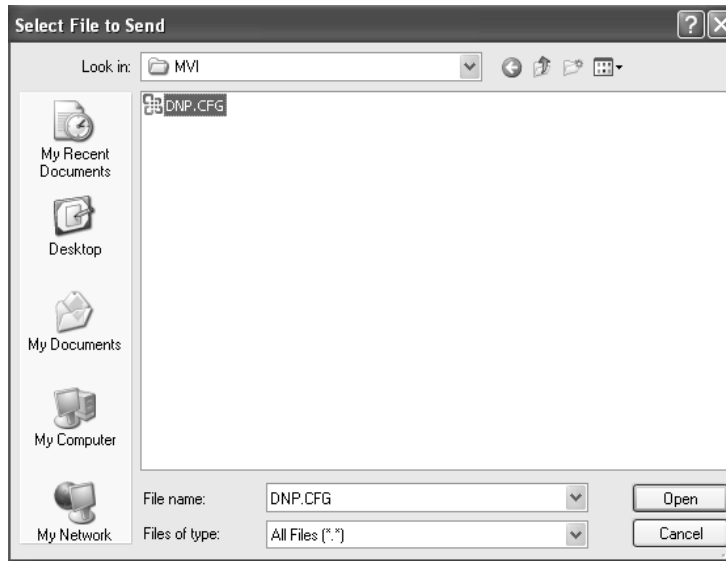 Select File to Send
Look in: MVI
DNP.CFG
My Recent
Documents
Desktop
My Documents
My Computer
My Network
File name: DNP.CFG Open
Files of type: All Files (*.*) Cancel